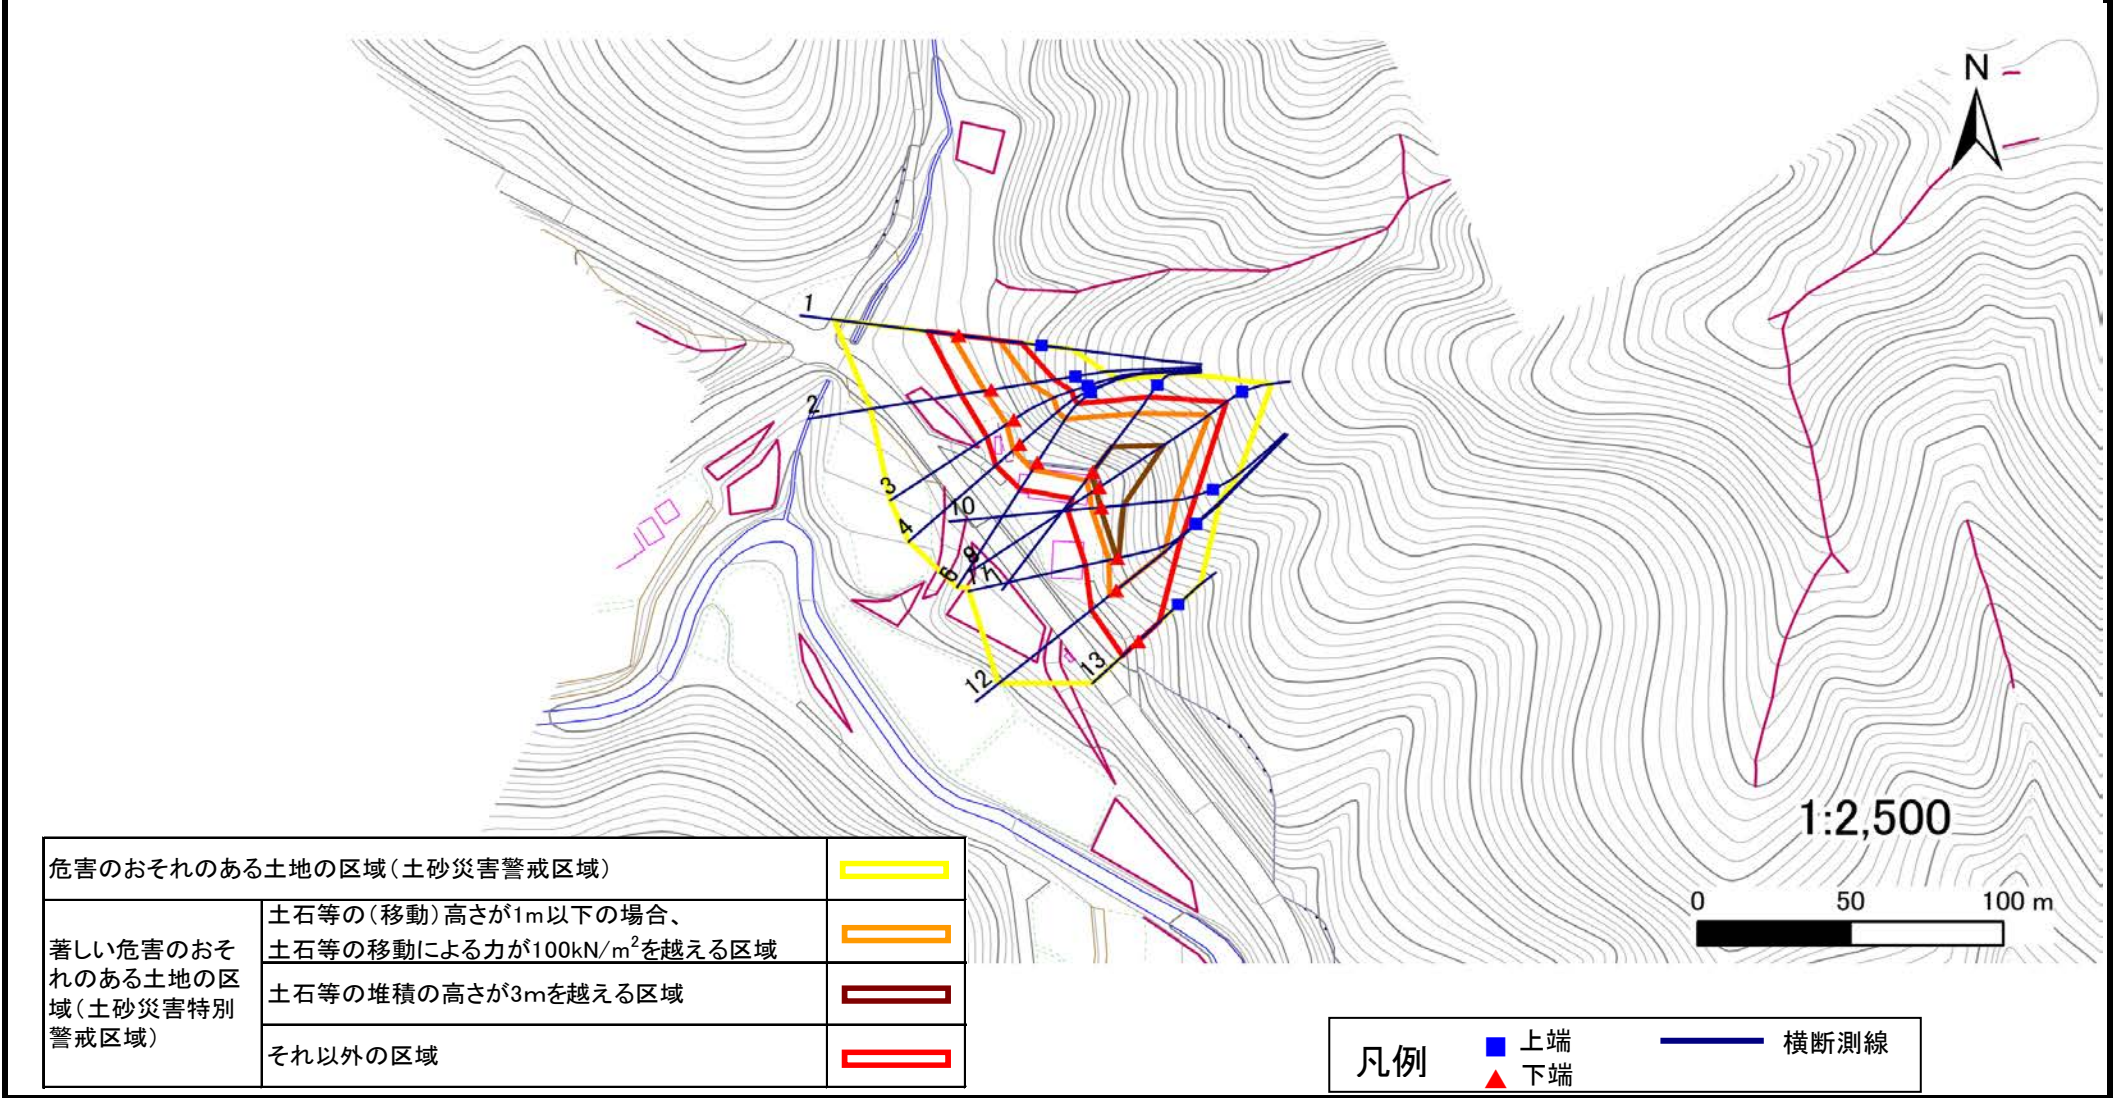 N
1
2
3
4
10
9
6
11
7
12
13
1:2,500
0 50 100 m
危害のおそれのある土地の区域(土砂災害警戒区域)
著しい危害のおそ
れのある土地の区
域(土砂災害特別
警戒区域)
土石等の(移動)高さが1m以下の場合、
土石等の移動による力が100kN/m²を越える区域
土石等の堆積の高さが3mを越える区域
それ以外の区域
凡例
上端
下端
横断測線